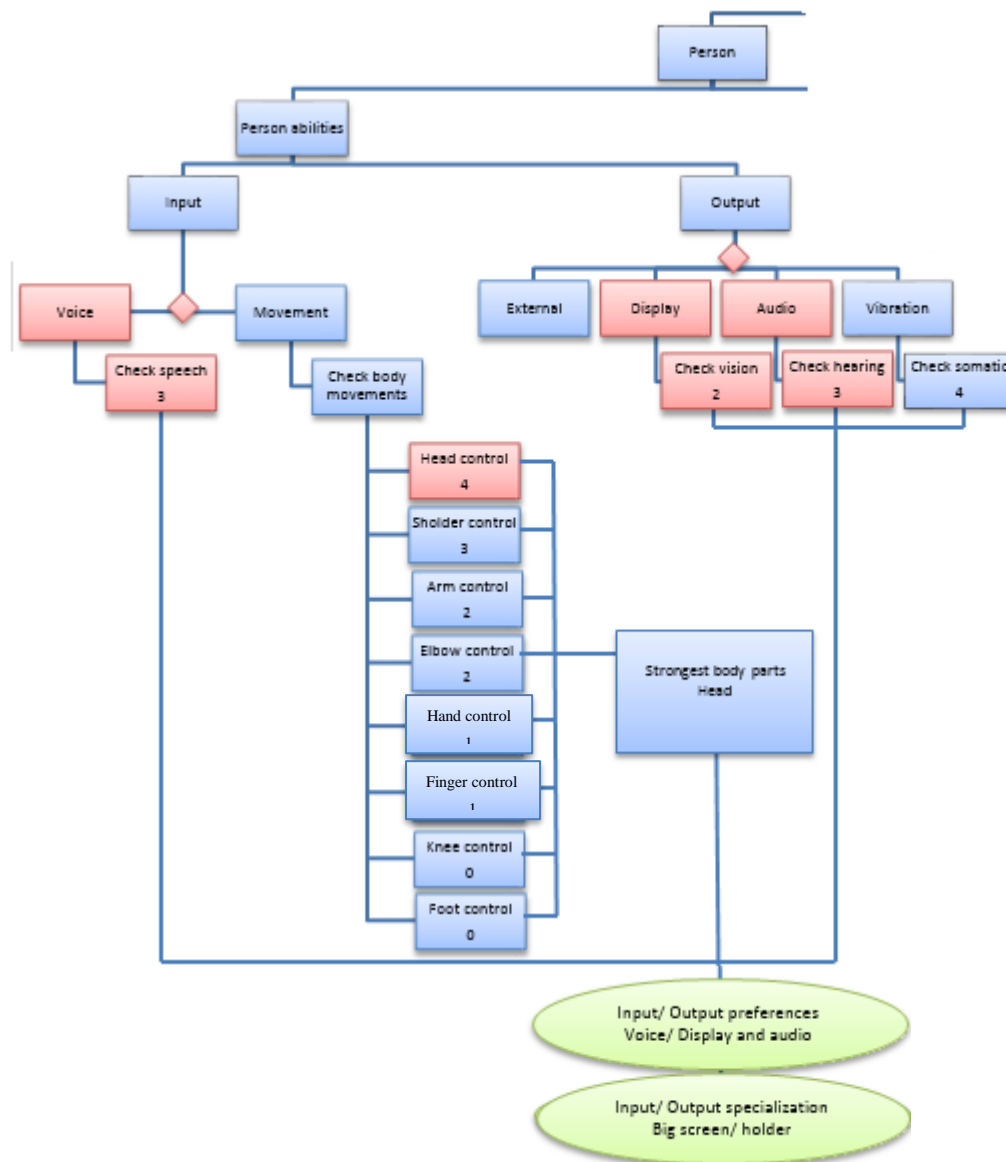 Person
Person abilities
Input
Output
Voice
Movement
External
Display
Audio
Vibration
Check speech
3
Check body
movements
Check vision
2
Check hearing
3
Check somatic
4
Head control
4
Sholder control
3
Arm control
2
Elbow control
2
Hand control
1
Finger control
1
Knee control
0
Foot control
0
Strongest body parts
Head
Input/ Output preferences
Voice/ Display and audio
Input/ Output specialization
Big screen/ holder